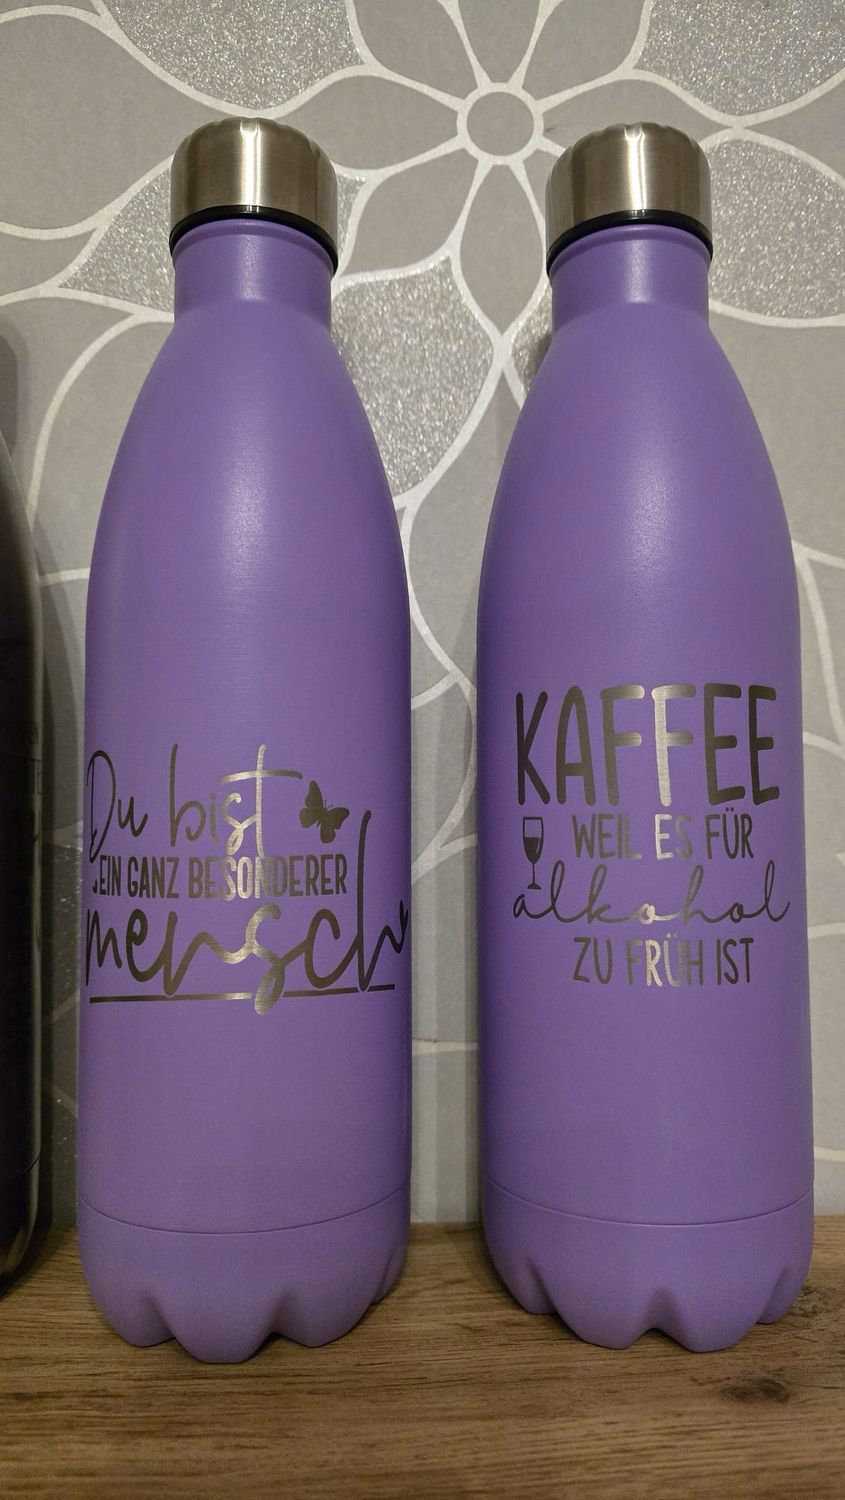 Du bist
EIN GANZ BESONDERER
mensch
KAFFEE
WEIL ES FÜR
alkohol
ZU FRÜH IST